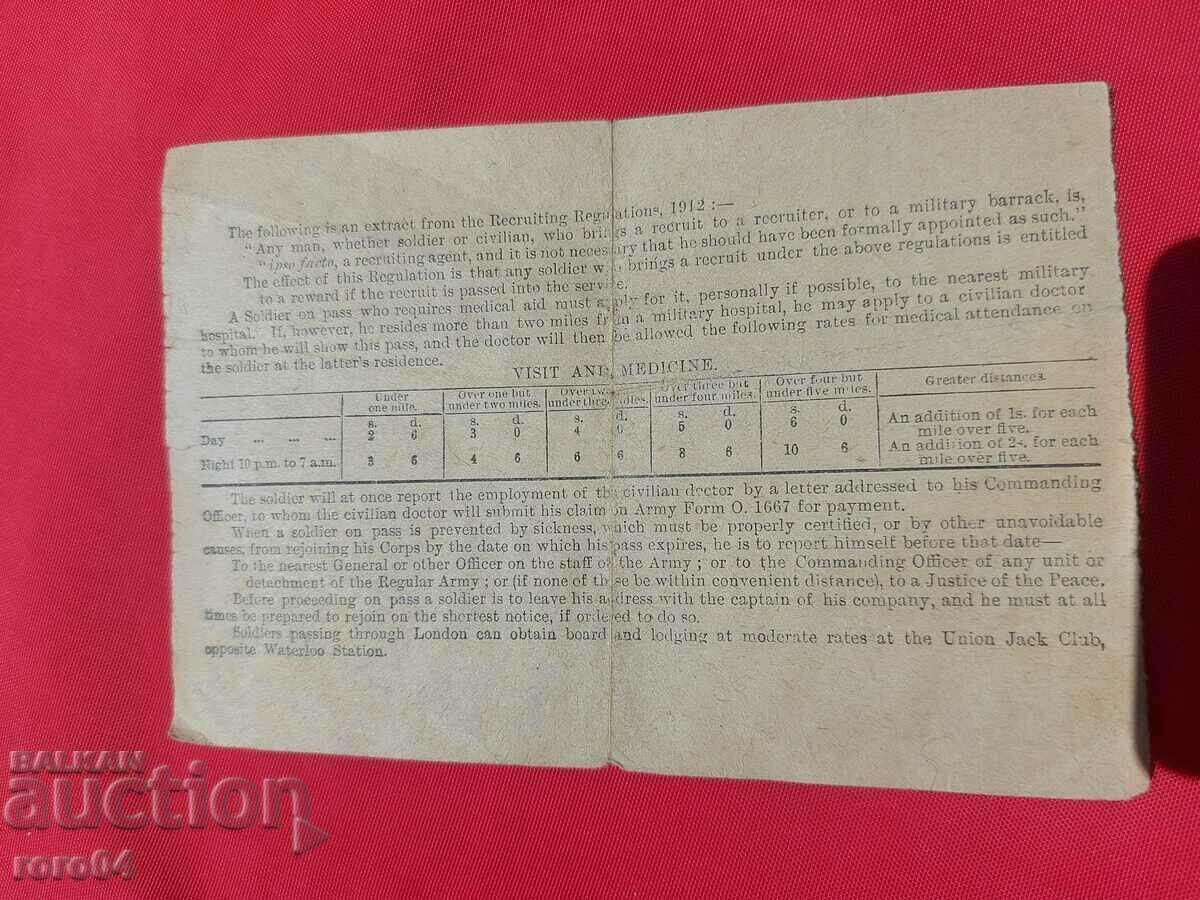 The following is an extract from the Recruiting Regulations, 1912 :—
"Any man, whether soldier or civilian, who brings a recruit to a recruiter, or to a military barrack, is,
"ipso facto, a recruiting agent, and it is not necessary that he should have been formally appointed as such."
The effect of this Regulation is that any soldier who brings a recruit under the above regulations is entitled
to a reward if the recruit is passed into the service.
A Soldier on pass who requires medical aid must apply for it, personally if possible, to the nearest military
hospital. If, however, he resides more than two miles from a military hospital, he may apply to a civilian doctor
to whom he will show this pass, and the doctor will then be allowed the following rates for medical attendance on
the soldier at the latter's residence.
VISIT AND MEDICINE.
Under one mile. Over one but under two miles. Over two but under three miles. Over three but under four miles. Over four but under five miles. Greater distances.
s. d. s. d. s. d. s. d. s. d.
Day ... ... ... 2 6 3 0 4 0 5 0 6 0 An addition of 1s. for each mile over five.
Night 10 p.m. to 7 a.m. 3 6 4 6 6 6 8 6 10 6 An addition of 2s. for each mile over five.
The soldier will at once report the employment of the civilian doctor by a letter addressed to his Commanding
Officer, to whom the civilian doctor will submit his claim on Army Form O. 1667 for payment.
When a soldier on pass is prevented by sickness, which must be properly certified, or by other unavoidable
causes, from rejoining his Corps by the date on which his pass expires, he is to report himself before that date—
To the nearest General or other Officer on the staff of the Army ; or to the Commanding Officer of any unit or
detachment of the Regular Army ; or (if none of these be within convenient distance), to a Justice of the Peace.
Before proceeding on pass a soldier is to leave his address with the captain of his company, and he must at all
times be prepared to rejoin on the shortest notice, if ordered to do so.
Soldiers passing through London can obtain board and lodging at moderate rates at the Union Jack Club,
opposite Waterloo Station.
BALKAN
auction
roro04